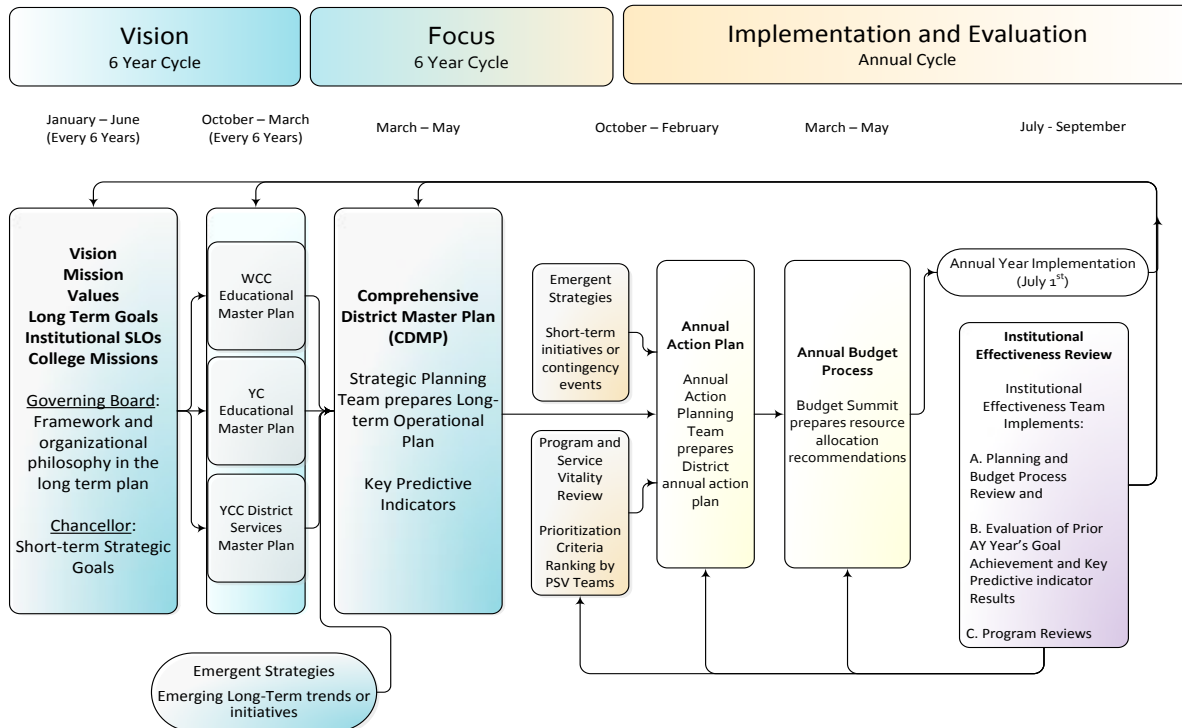 Vision
6 Year Cycle
Focus
6 Year Cycle
Implementation and Evaluation
Annual Cycle
January – June
(Every 6 Years)
October – March
(Every 6 Years)
March – May
October – February
March – May
July - September
Vision
Mission
Values
Long Term Goals
Institutional SLOs
College Missions
Governing Board:
Framework and
organizational
philosophy in the
long term plan
Chancellor:
Short-term Strategic
Goals
WCC
Educational
Master Plan
YC
Educational
Master Plan
YCC District
Services
Master Plan
Emergent Strategies
Emerging Long-Term trends or
initiatives
Comprehensive
District Master Plan
(CDMP)
Strategic Planning
Team prepares Long-
term Operational
Plan
Key Predictive
Indicators
Emergent
Strategies
Short-term
initiatives or
contingency
events
Program and
Service
Vitality
Review
Prioritization
Criteria
Ranking by
PSV Teams
Annual
Action Plan
Annual
Action
Planning
Team
prepares
District
annual action
plan
Annual Budget
Process
Budget Summit
prepares resource
allocation
recommendations
Annual Year Implementation
(July 1st)
Institutional
Effectiveness Review
Institutional
Effectiveness Team
Implements:
A. Planning and
Budget Process
Review and
B. Evaluation of Prior
AY Year's Goal
Achievement and Key
Predictive indicator
Results
C. Program Reviews